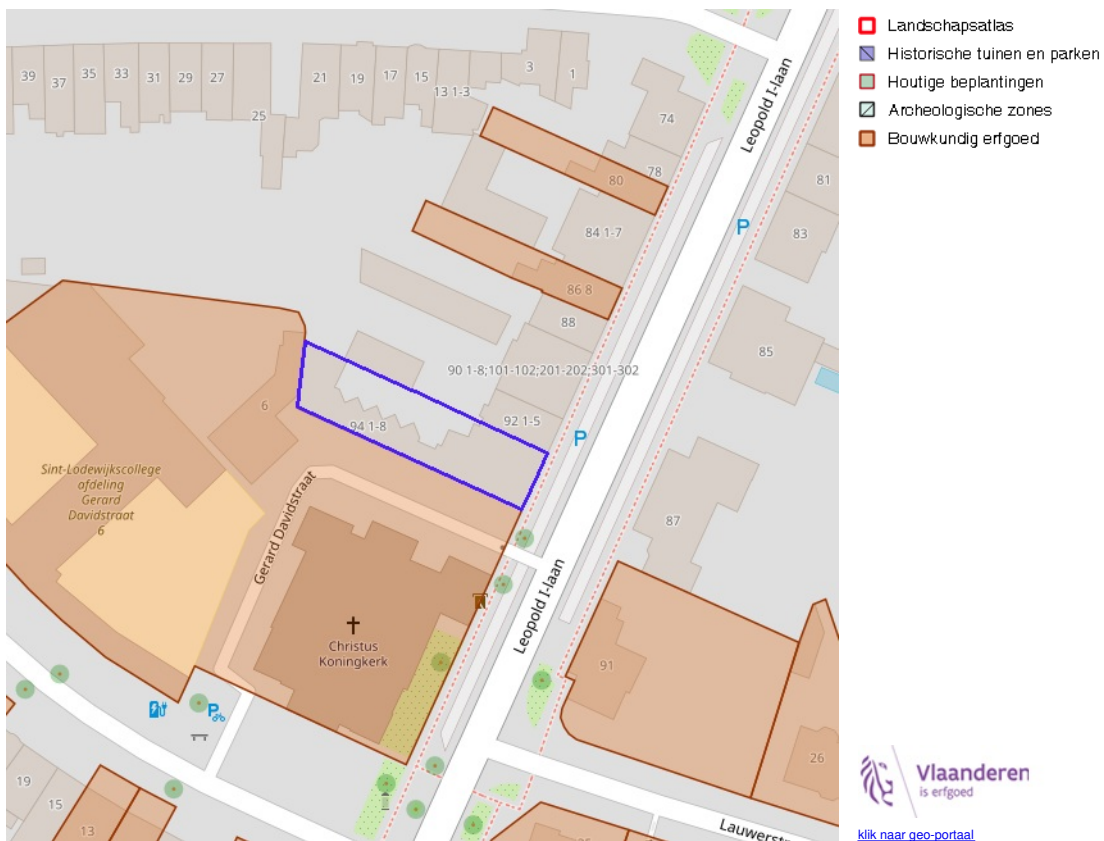 39
37
35
33
31
29
27
25
21
19
17
15
13 1-3
3
1
74
78
80
84 1-7
86 8
88
90 1-8;101-102;201-202;301-302
92 1-5
94 1-8
Leopold I-laan
P
81
83
85
87
P
6
Sint-Lodewijkscollege
afdeling
Gerard
Davidstraat
6
Gerard Davidstraat
Christus
Koningkerk
Leopold I-laan
91
26
P
19
15
13
Landschapsatlas
Historische tuinen en parken
Houtige beplantingen
Archeologische zones
Bouwkundig erfgoed
Vlaanderen
is erfgoed
klik naar geo-portaal